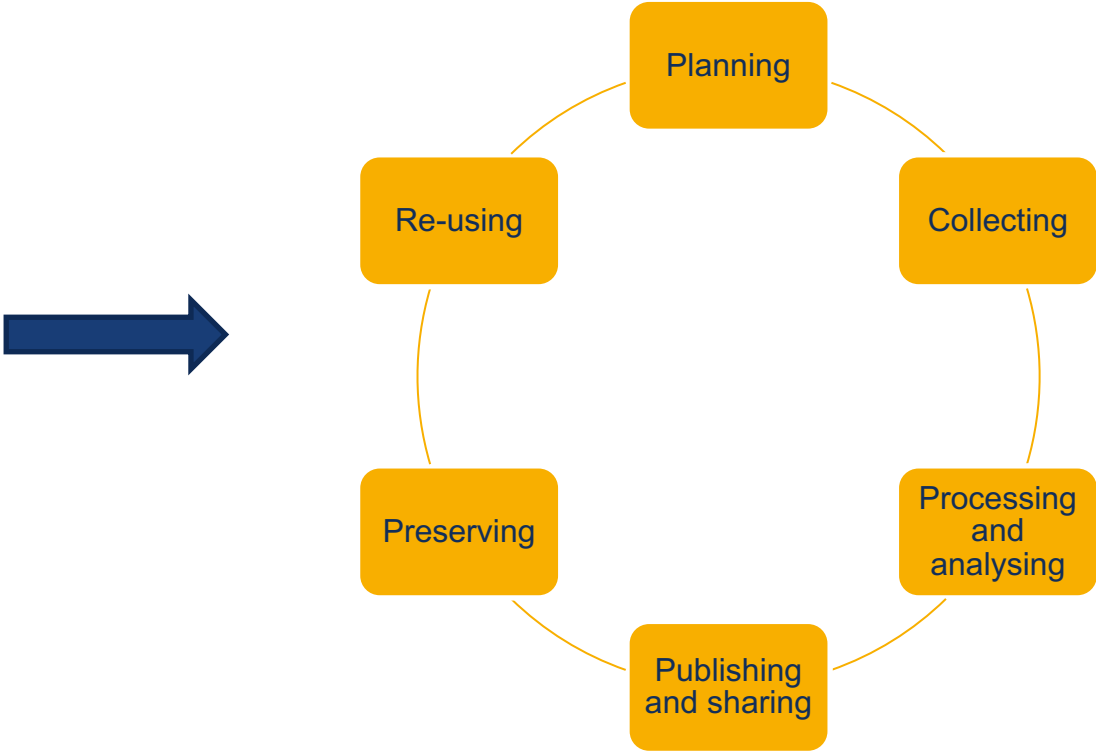 Planning
Collecting
Processing
and
analysing
Publishing
and sharing
Preserving
Re-using